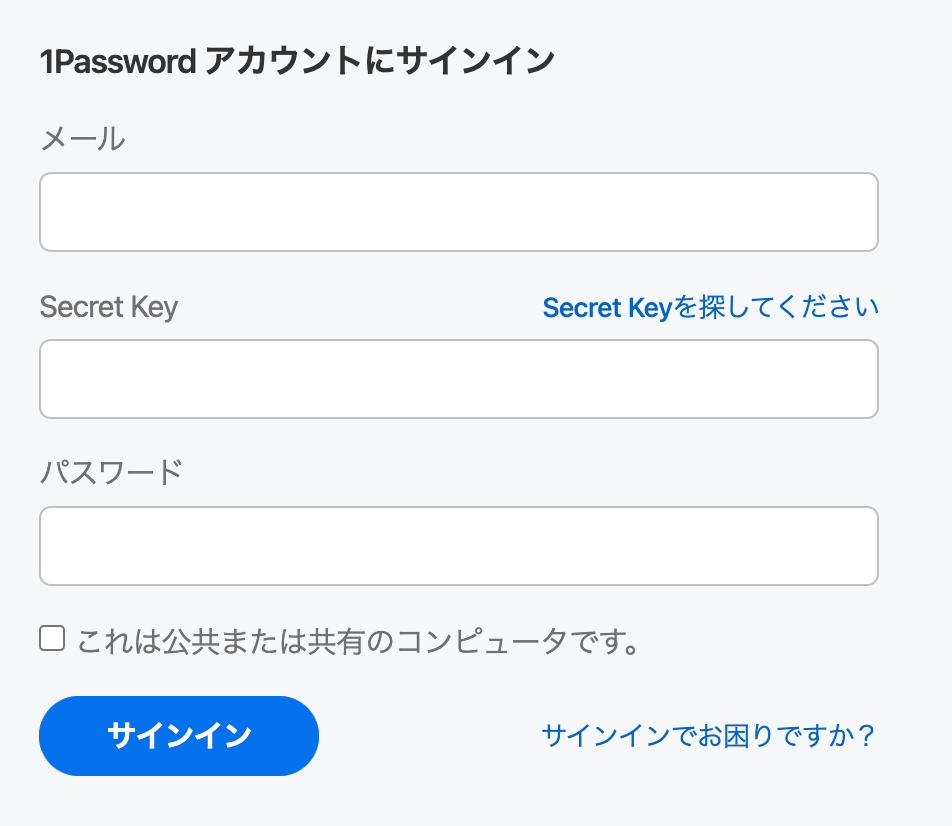 1Password アカウントにサインイン
メール
Secret Key
Secret Keyを探してください
パスワード
これは公共または共有のコンピュータです。
サインイン
サインインでお困りですか？